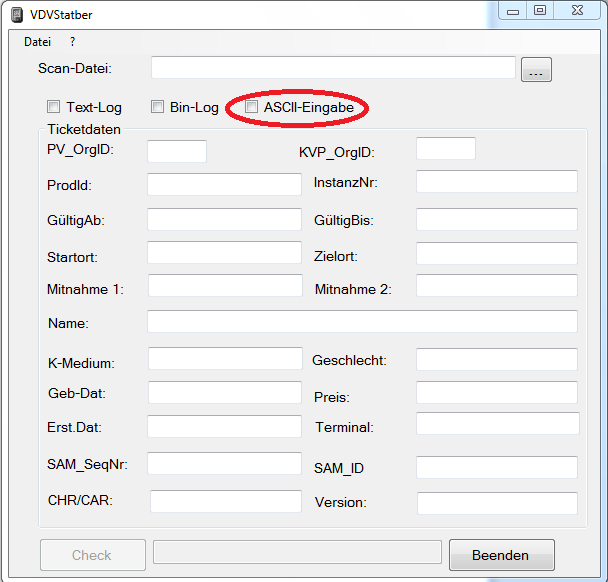 VDVStatber
Datei ?
Scan-Datei: ...
Text-Log Bin-Log ASCII-Eingabe
Ticketdaten
PV_OrgID: KVP_OrgID:
ProdId: InstanzNr:
GültigAb: GültigBis:
Startort: Zielort:
Mitnahme 1: Mitnahme 2:
Name:
K-Medium: Geschlecht:
Geb-Dat: Preis:
Erst.Dat: Terminal:
SAM_SeqNr: SAM_ID
CHR/CAR: Version:
Check Beenden